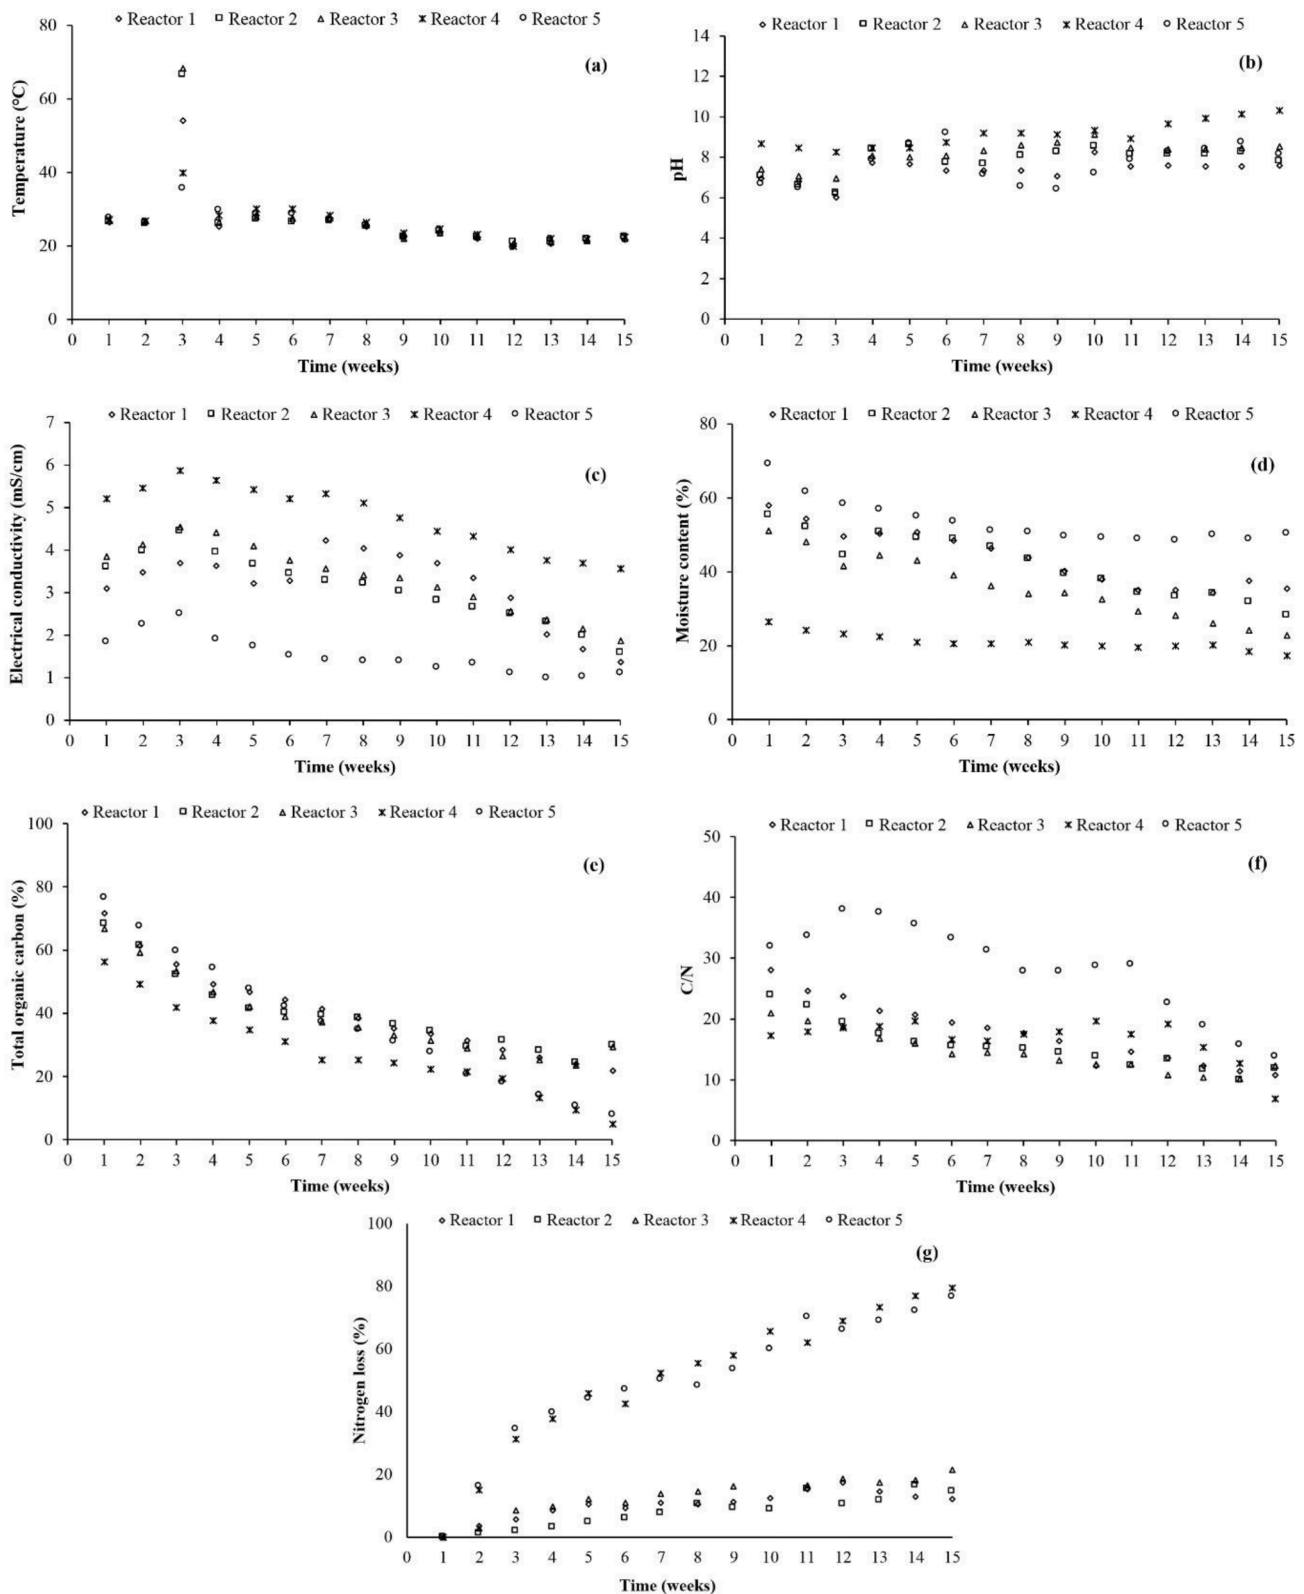 Reactor 1 Reactor 2 Reactor 3 Reactor 4 Reactor 5
(a)
Temperature (°C)
80
60
40
20
0
0 1 2 3 4 5 6 7 8 9 10 11 12 13 14 15
Time (weeks)
Reactor 1 Reactor 2 Reactor 3 Reactor 4 Reactor 5
(b)
pH
14
12
10
8
6
4
2
0
0 1 2 3 4 5 6 7 8 9 10 11 12 13 14 15
Time (weeks)
Reactor 1 Reactor 2 Reactor 3 Reactor 4 Reactor 5
(c)
Electrical conductivity (mS/cm)
7
6
5
4
3
2
1
0
0 1 2 3 4 5 6 7 8 9 10 11 12 13 14 15
Time (weeks)
Reactor 1 Reactor 2 Reactor 3 Reactor 4 Reactor 5
(d)
Moisture content (%)
80
60
40
20
0
0 1 2 3 4 5 6 7 8 9 10 11 12 13 14 15
Time (weeks)
Reactor 1 Reactor 2 Reactor 3 Reactor 4 Reactor 5
(e)
Total organic carbon (%)
100
80
60
40
20
0
0 1 2 3 4 5 6 7 8 9 10 11 12 13 14 15
Time (weeks)
Reactor 1 Reactor 2 Reactor 3 Reactor 4 Reactor 5
(f)
C/N
50
40
30
20
10
0
0 1 2 3 4 5 6 7 8 9 10 11 12 13 14 15
Time (weeks)
Reactor 1 Reactor 2 Reactor 3 Reactor 4 Reactor 5
(g)
Nitrogen loss (%)
100
80
60
40
20
0
0 1 2 3 4 5 6 7 8 9 10 11 12 13 14 15
Time (weeks)